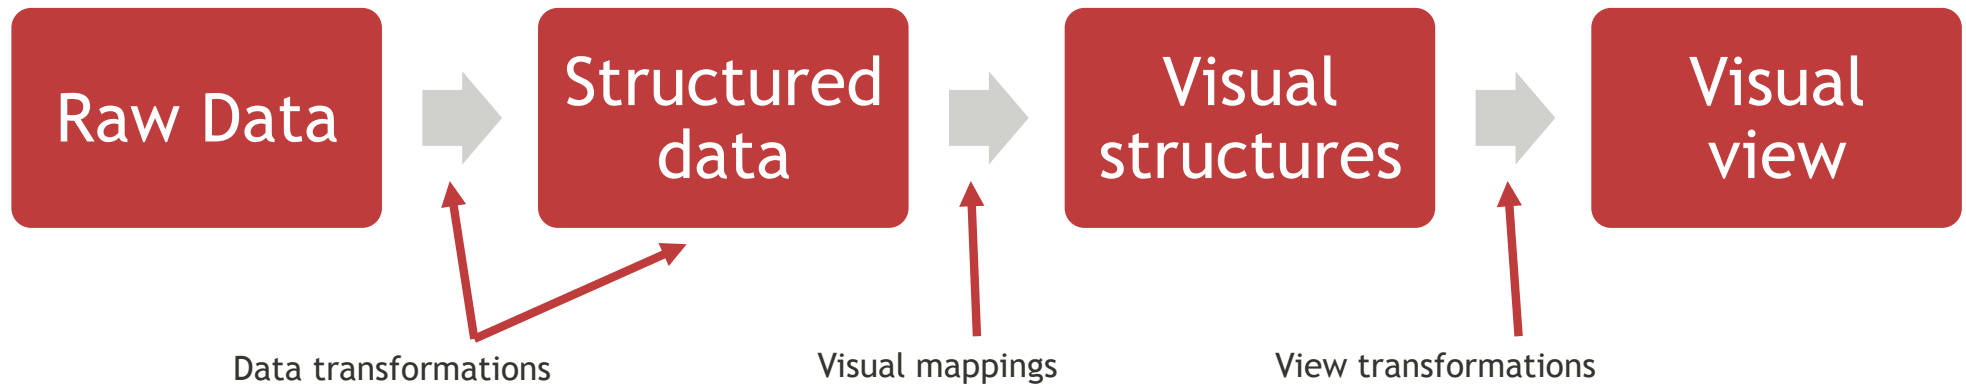 Raw Data
Structured
data
Visual
structures
Visual
view
Data transformations
Visual mappings
View transformations